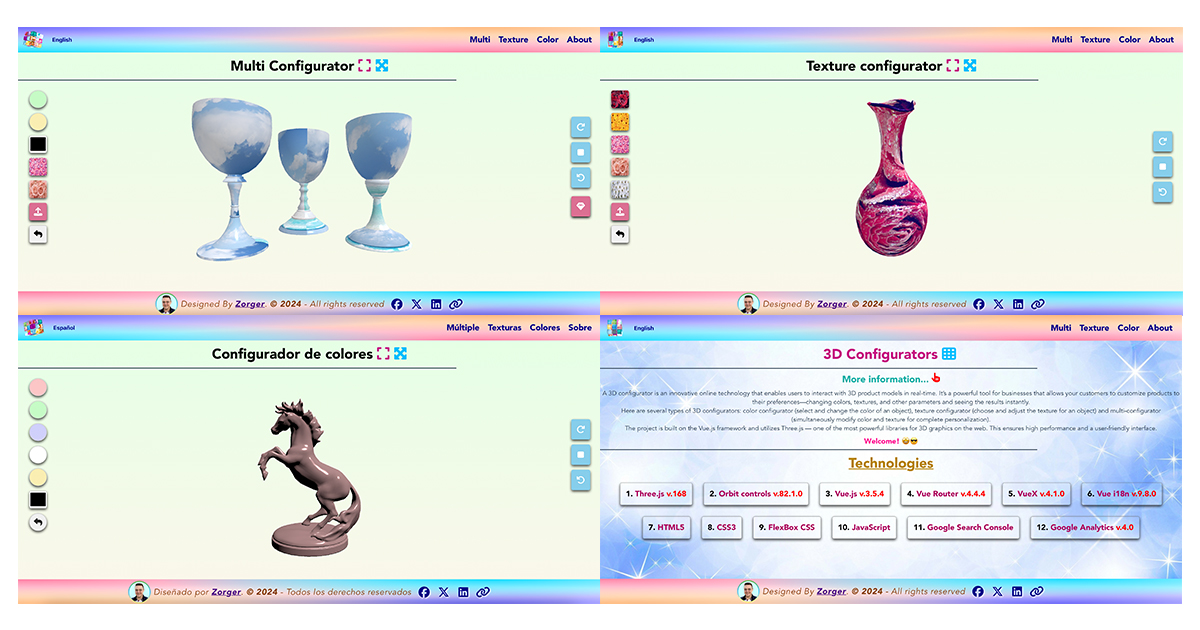 English
Multi Texture Color About
Multi Configurator
Designed By Zorger. © 2024 - All rights reserved
English
Multi Texture Color About
Texture configurator
Designed By Zorger. © 2024 - All rights reserved
Español
Múltiple Texturas Colores Sobre
Configurador de colores
Diseñado por Zorger. © 2024 - Todos los derechos reservados
English
Multi Texture Color About
3D Configurators
More information...
A 3D configurator is an innovative online technology that enables users to interact with 3D product models in real-time. It's a powerful tool for businesses that allows your customers to customize products to
their preferences—changing colors, textures, and other parameters and seeing the results instantly.
Here are several types of 3D configurators: color configurator (select and change the color of an object), texture configurator (choose and adjust the texture for an object) and multi-configurator
(simultaneously modify color and texture for complete personalization).
The project is built on the Vue.js framework and utilizes Three.js — one of the most powerful libraries for 3D graphics on the web. This ensures high performance and a user-friendly interface.
Welcome! 🤩😎
Technologies
1. Three.js v.168 2. Orbit controls v.82.1.0 3. Vue.js v.3.5.4 4. Vue Router v.4.4.4 5. VueX v.4.1.0 6. Vue i18n v.9.8.0
7. HTML5 8. CSS3 9. FlexBox CSS 10. JavaScript 11. Google Search Console 12. Google Analytics v.4.0
Designed By Zorger. © 2024 - All rights reserved